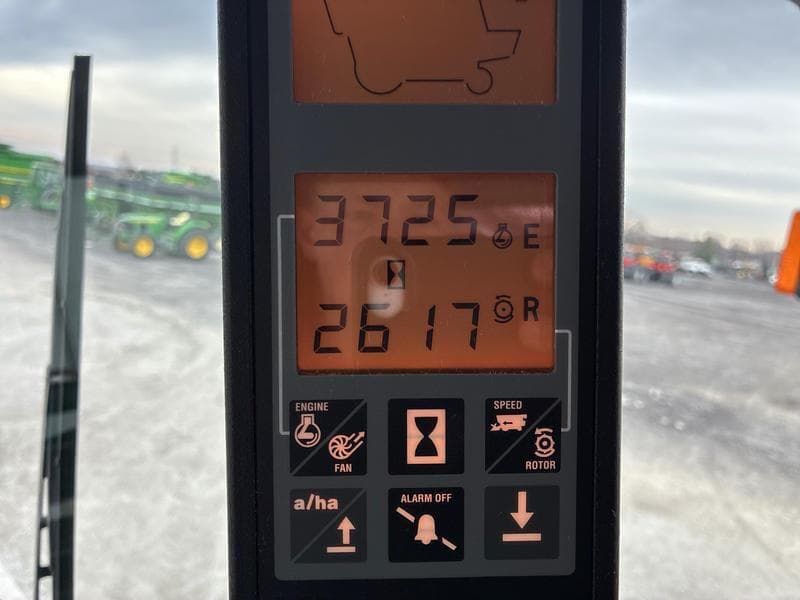 3725 E
2617 R
ENGINE
FAN
SPEED
ROTOR
a/ha
ALARM OFF